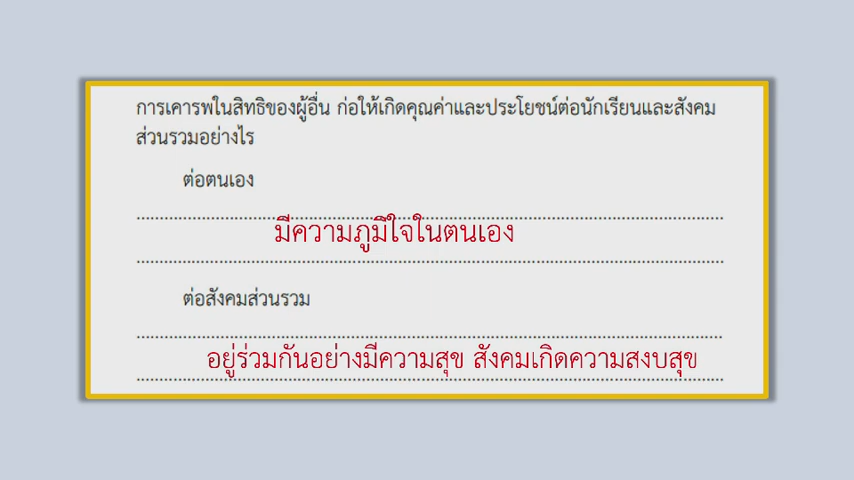 การเคารพในสิทธิของผู้อื่น ก่อให้เกิดคุณค่าและประโยชน์ต่อนักเรียนและสังคม
ส่วนรวมอย่างไร
ต่อตนเอง
มีความภูมิใจในตนเอง
ต่อสังคมส่วนรวม
อยู่ร่วมกันอย่างมีความสุข สังคมเกิดความสงบสุข